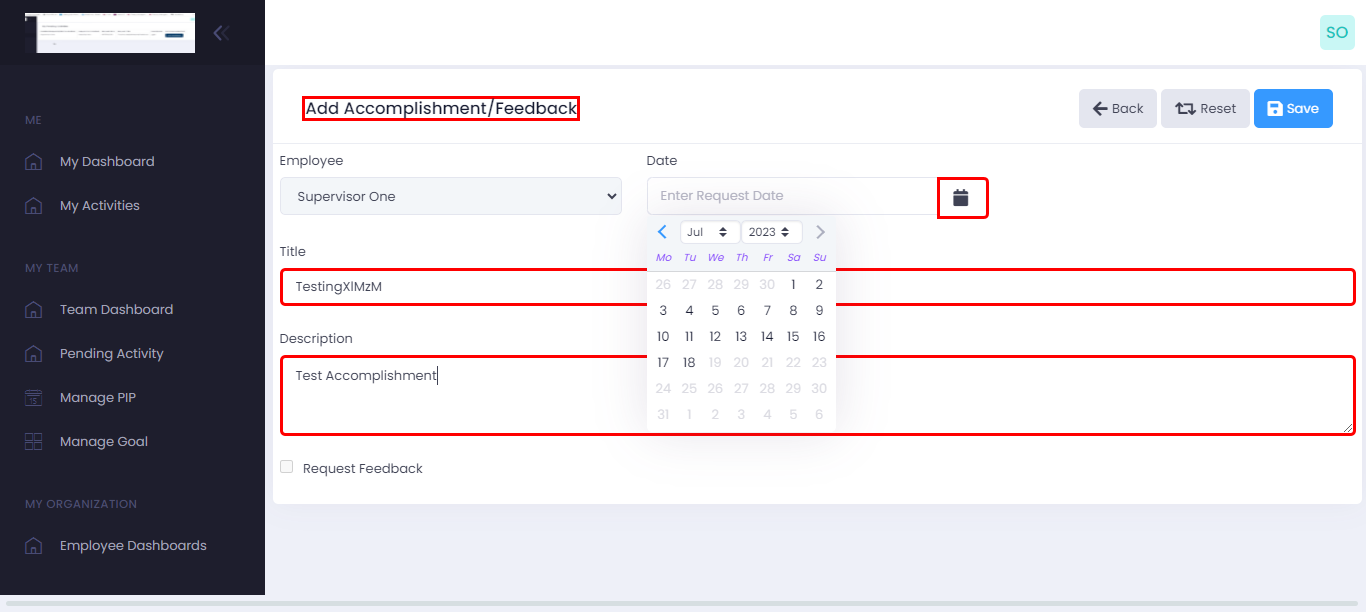 SO
ME
My Dashboard
My Activities
MY TEAM
Team Dashboard
Pending Activity
15
Manage PIP
Manage Goal
MY ORGANIZATION
Employee Dashboards
Add Accomplishment/Feedback
Back
Reset
Save
Employee
Date
Supervisor One
Enter Request Date
Jul
2023
Mo Tu We Th Fr Sa Su
26 27 28 29 30 1 2
3 4 5 6 7 8 9
10 11 12 13 14 15 16
17 18 19 20 21 22 23
24 25 26 27 28 29 30
31 1 2 3 4 5 6
Title
TestingXlMzM
Description
Test Accomplishment
Request Feedback